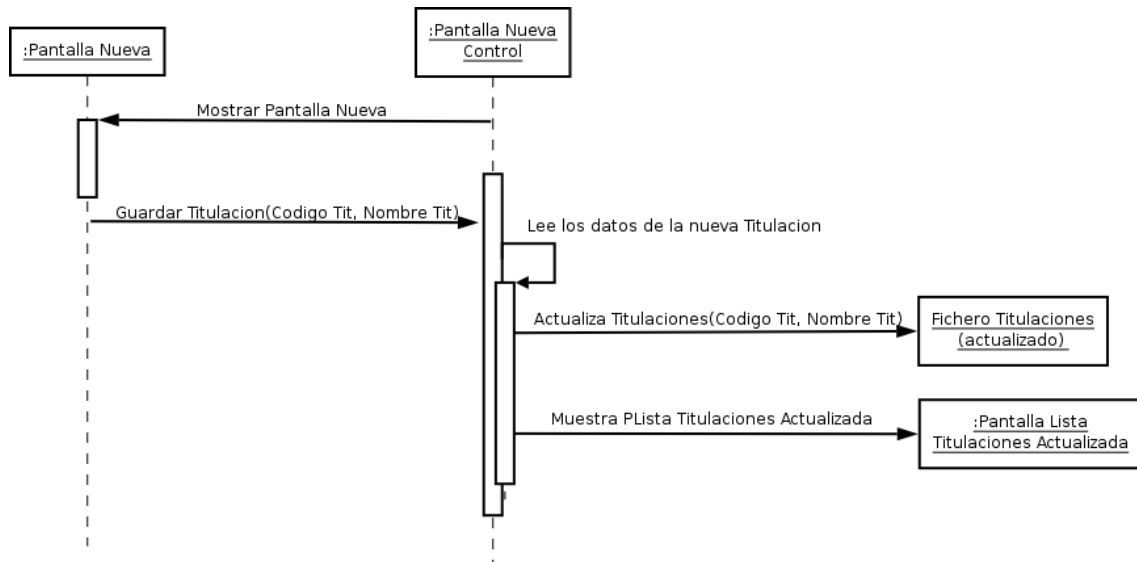 :Pantalla Nueva
:Pantalla Nueva
Control
Mostrar Pantalla Nueva
Guardar Titulacion(Codigo Tit, Nombre Tit)
Lee los datos de la nueva Titulacion
Actualiza Titulaciones(Codigo Tit, Nombre Tit)
Fichero Titulaciones
(actualizado)
Muestra PLista Titulaciones Actualizada
:Pantalla Lista
Titulaciones Actualizada